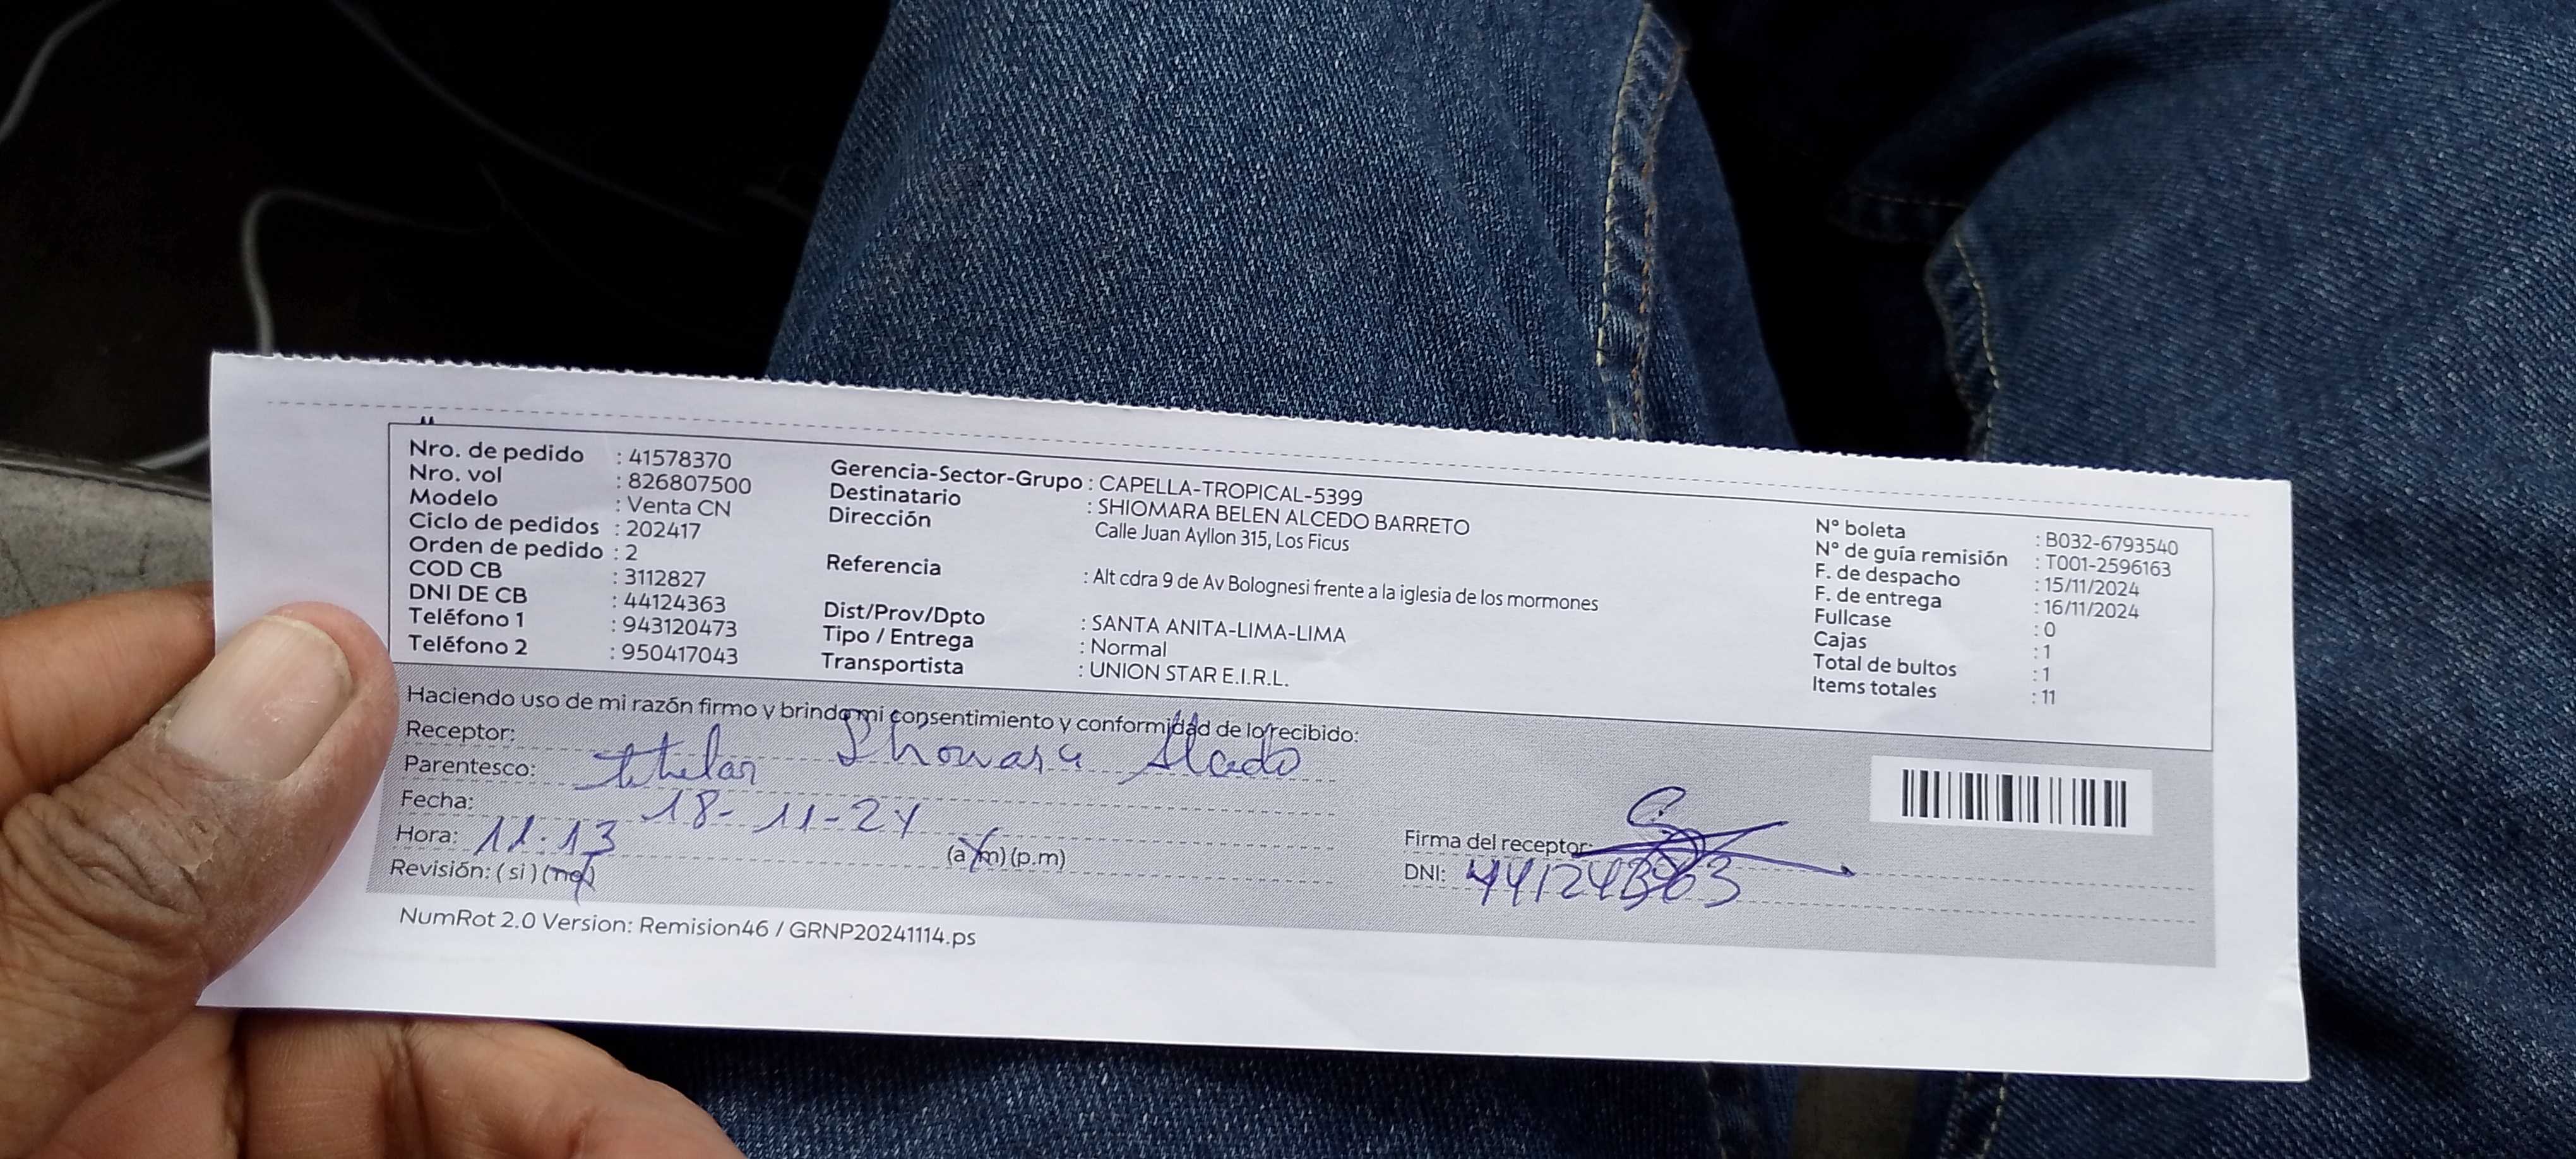 Nro. de pedido : 41578370
Nro. vol : 826807500
Modelo : Venta CN
Ciclo de pedidos : 202417
Orden de pedido : 2
COD CB : 3112827
DNI DE CB : 44124363
Teléfono 1 : 943120473
Teléfono 2 : 950417043
Gerencia-Sector-Grupo : CAPELLA-TROPICAL-5399
Destinatario : SHIOMARA BELEN ALCEDO BARRETO
Dirección Calle Juan Ayllon 315, Los Ficus
Referencia : Alt cdra 9 de Av Bolognesi frente a la iglesia de los mormones
Dist/Prov/Dpto : SANTA ANITA-LIMA-LIMA
Tipo / Entrega : Normal
Transportista : UNION STAR E.I.R.L.
N° boleta : B032-6793540
N° de guía remisión : T001-2596163
F. de despacho : 15/11/2024
F. de entrega : 16/11/2024
Fullcase : 0
Cajas : 1
Total de bultos : 1
Items totales : 11
Haciendo uso de mi razón firmo y brindo mi consentimiento y conformidad de lo recibido:
Receptor:
Parentesco: titular
Fecha: 18-11-24
Hora: 11:13 (a.m) (p.m)
Revisión: ( si ) (no)
Firma del receptor:
DNI: 44124363
NumRot 2.0 Version: Remision46 / GRNP20241114.ps